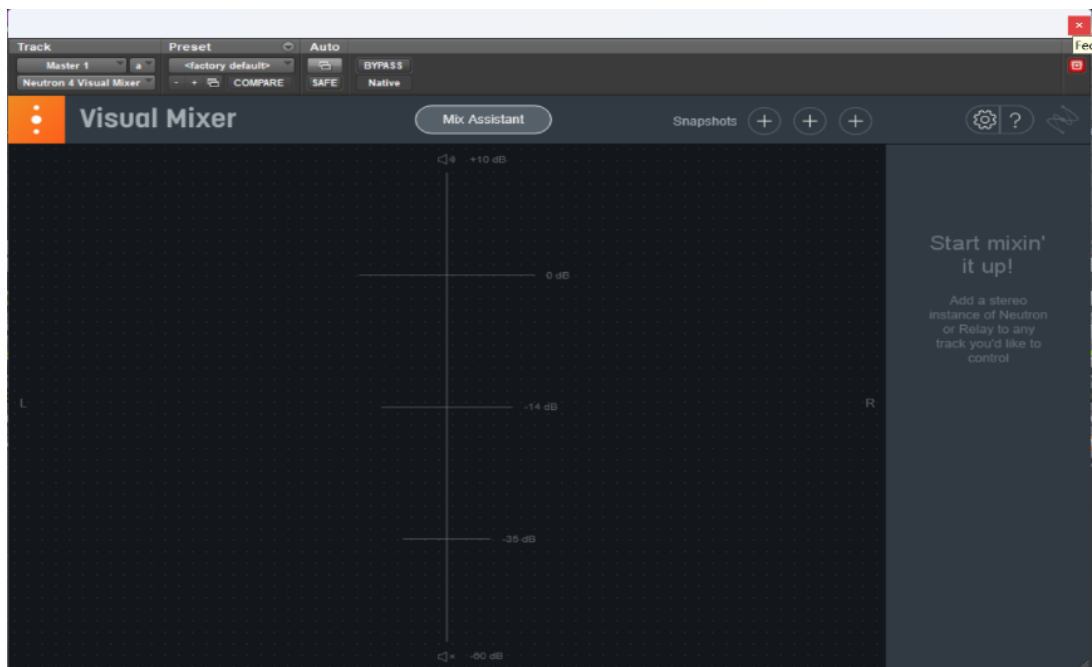 Track Preset Auto
Master 1 a <factory default> BYPASS
Neutron 4 Visual Mixer - + COMPARE SAFE Native
Visual Mixer Mix Assistant Snapshots + + + ?
+10 dB
0 dB
L -14 dB R
-35 dB
-60 dB
Start mixin'
it up!
Add a stereo
instance of Neutron
or Relay to any
track you'd like to
control